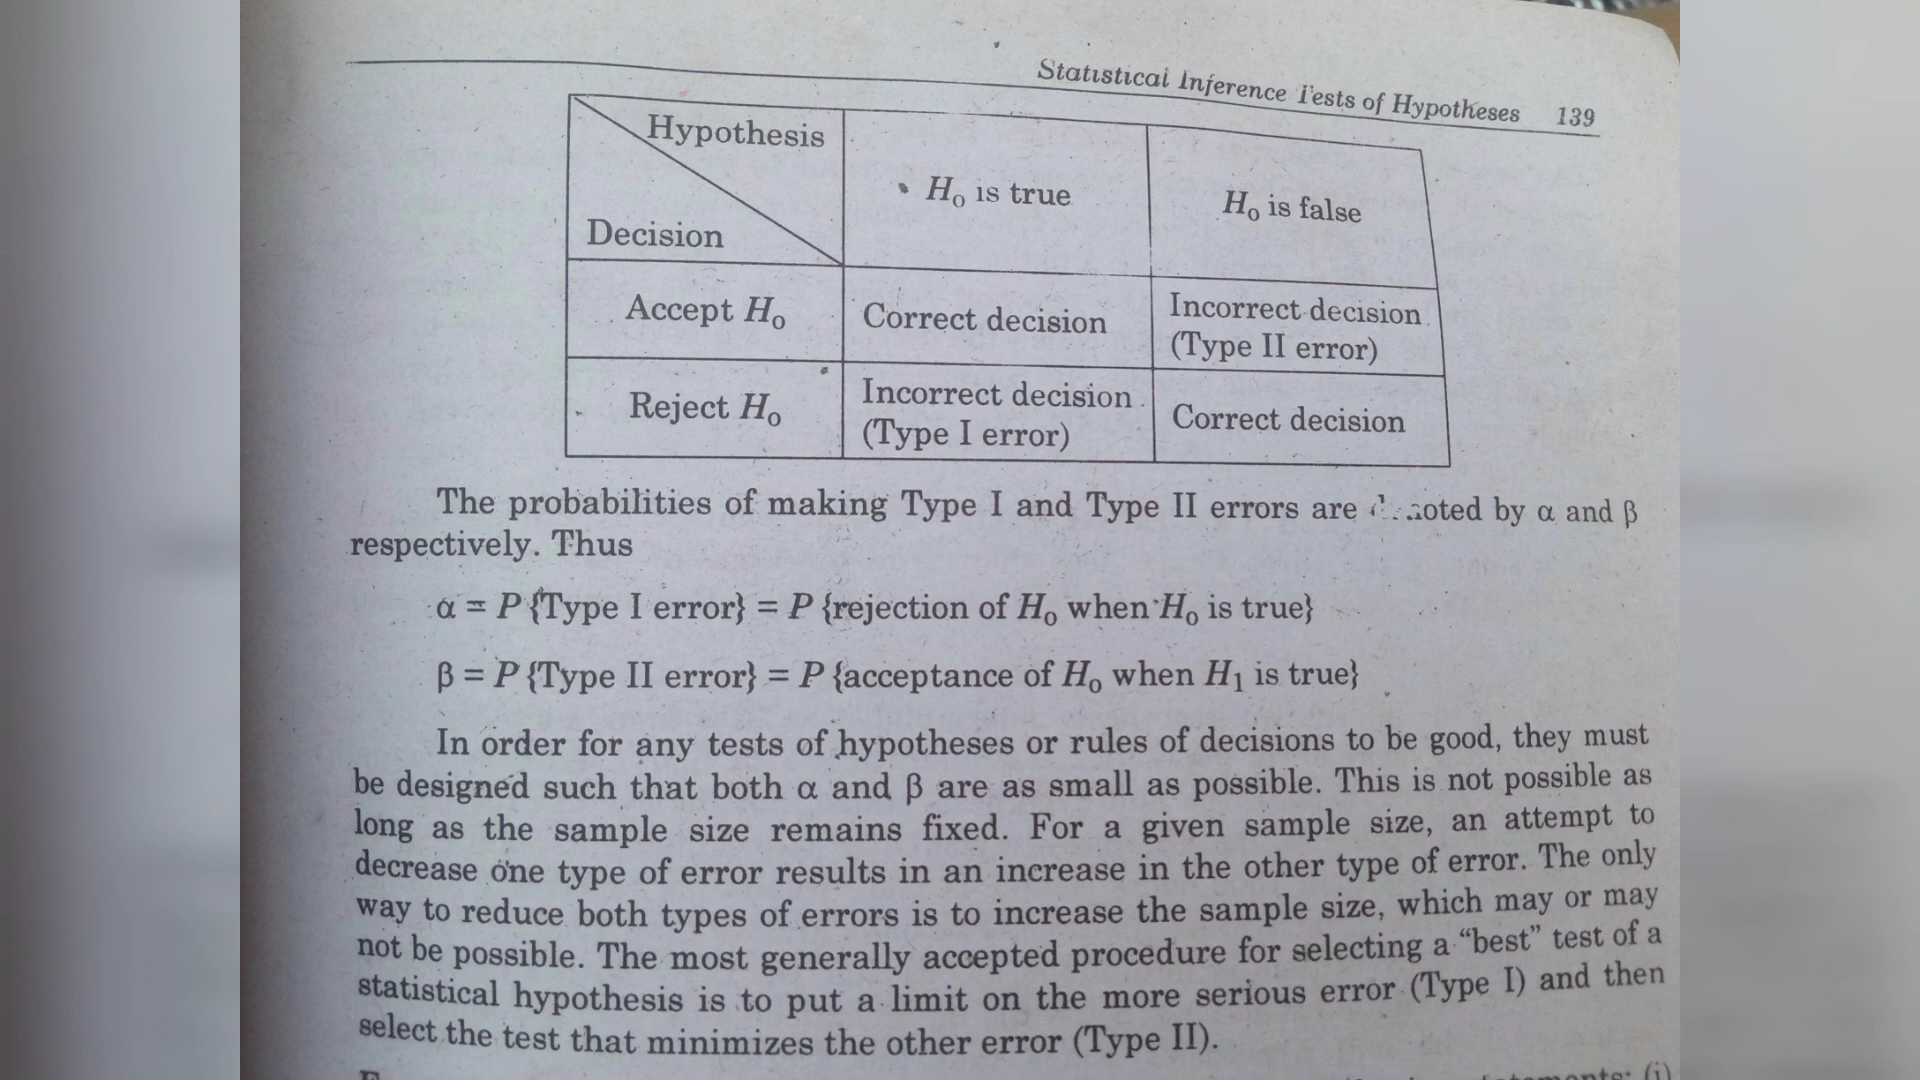 Statistical Inference Tests of Hypotheses 139
Hypothesis
Decision
H₀ is true
H₀ is false
Accept H₀
Correct decision
Incorrect decision
(Type II error)
Reject H₀
Incorrect decision
(Type I error)
Correct decision
The probabilities of making Type I and Type II errors are by α and β
respectively. Thus
α = P {Type I error} = P {rejection of H₀ when H₀ is true}
β = P {Type II error} = P {acceptance of H₀ when H₁ is true}
In order for any tests of hypotheses or rules of decisions to be good, they must
be designed such that both α and β are as small as possible. This is not possible as
long as the sample size remains fixed. For a given sample size, an attempt to
decrease one type of error results in an increase in the other type of error. The only
way to reduce both types of errors is to increase the sample size, which may or may
not be possible. The most generally accepted procedure for selecting a “best” test of a
statistical hypothesis is to put a limit on the more serious error (Type I) and then
select the test that minimizes the other error (Type II).
(i)